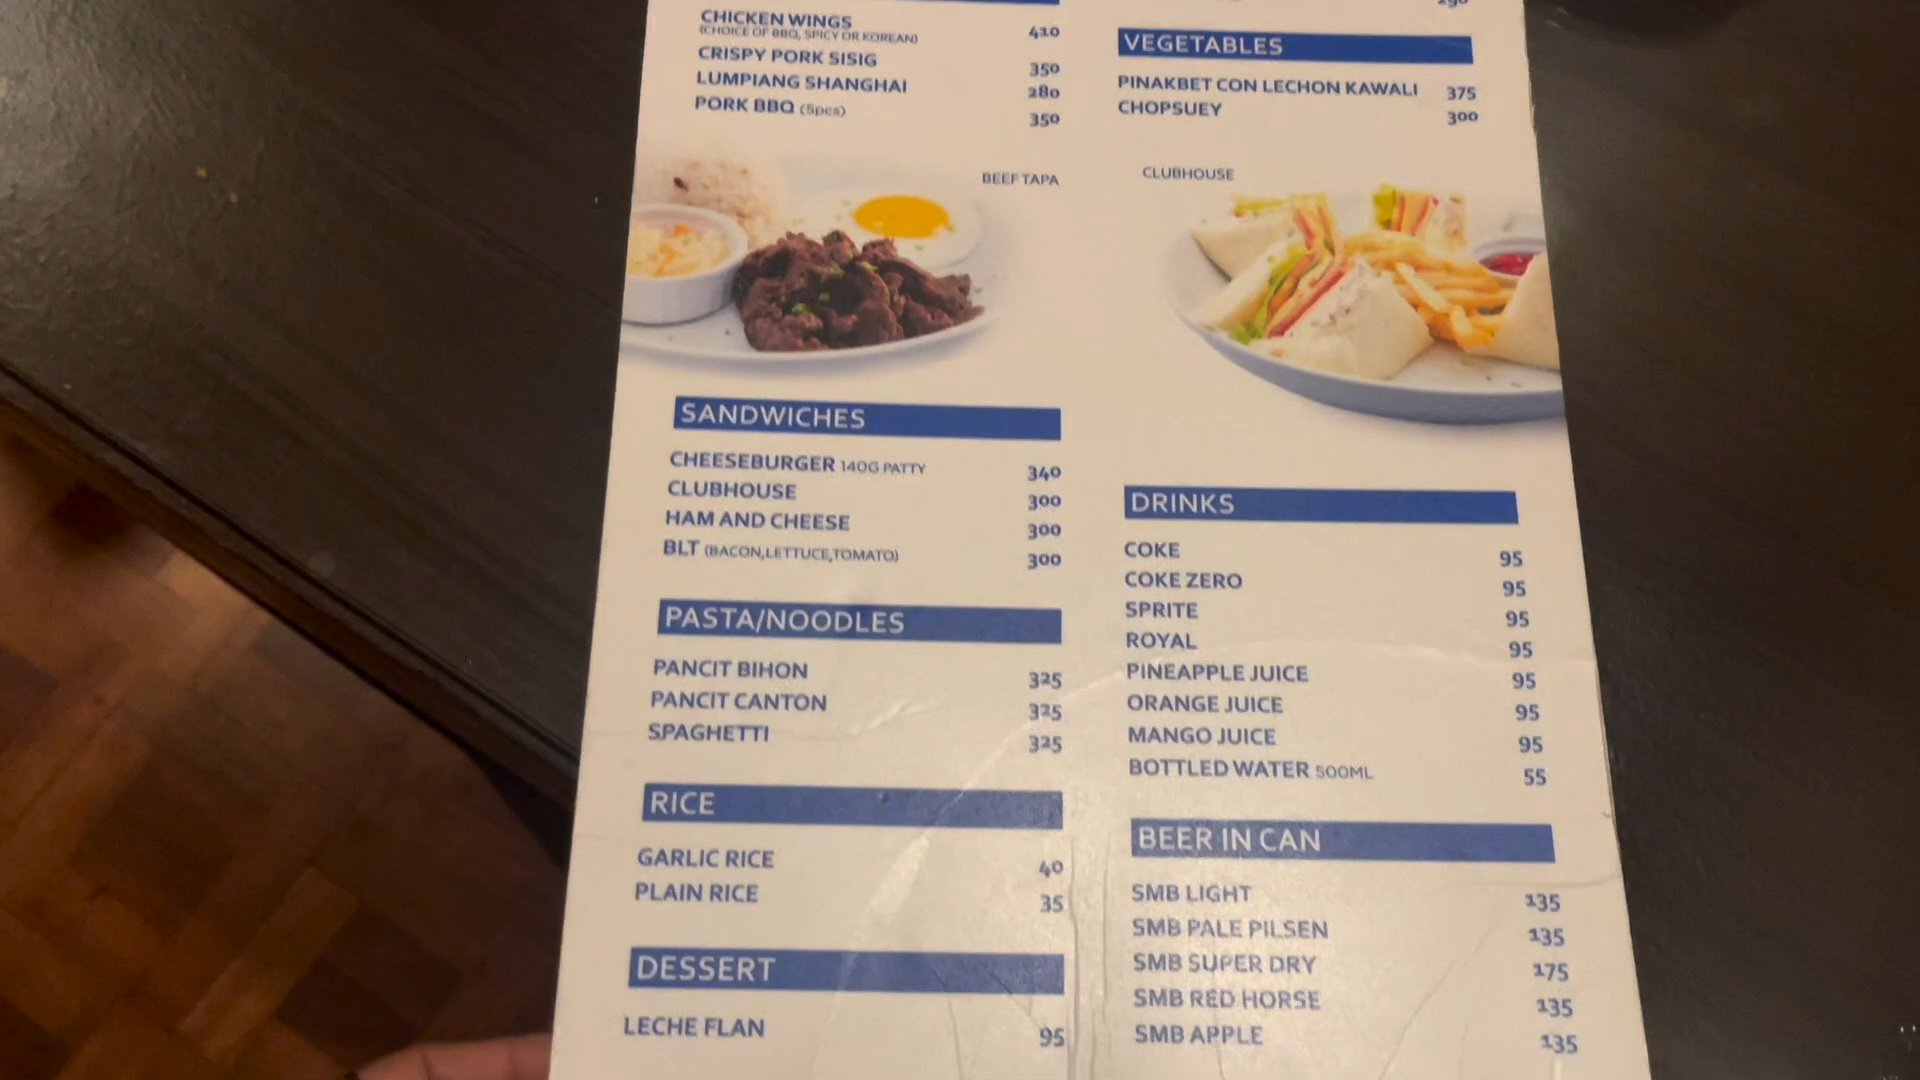 CHICKEN WINGS 410
(CHOICE OF BBQ, SPICY OR KOREAN)
CRISPY PORK SISIG 350
LUMPIANG SHANGHAI 280
PORK BBQ (5pcs) 350
BEEF TAPA
SANDWICHES
CHEESEBURGER 140G PATTY 340
CLUBHOUSE 300
HAM AND CHEESE 300
BLT (BACON,LETTUCE,TOMATO) 300
PASTA/NOODLES
PANCIT BIHON 325
PANCIT CANTON 325
SPAGHETTI 325
RICE
GARLIC RICE 40
PLAIN RICE 35
DESSERT
LECHE FLAN 95
VEGETABLES
PINAKBET CON LECHON KAWALI 375
CHOPSUEY 300
CLUBHOUSE
DRINKS
COKE 95
COKE ZERO 95
SPRITE 95
ROYAL 95
PINEAPPLE JUICE 95
ORANGE JUICE 95
MANGO JUICE 95
BOTTLED WATER 500ML 55
BEER IN CAN
SMB LIGHT 135
SMB PALE PILSEN 135
SMB SUPER DRY 175
SMB RED HORSE 135
SMB APPLE 135